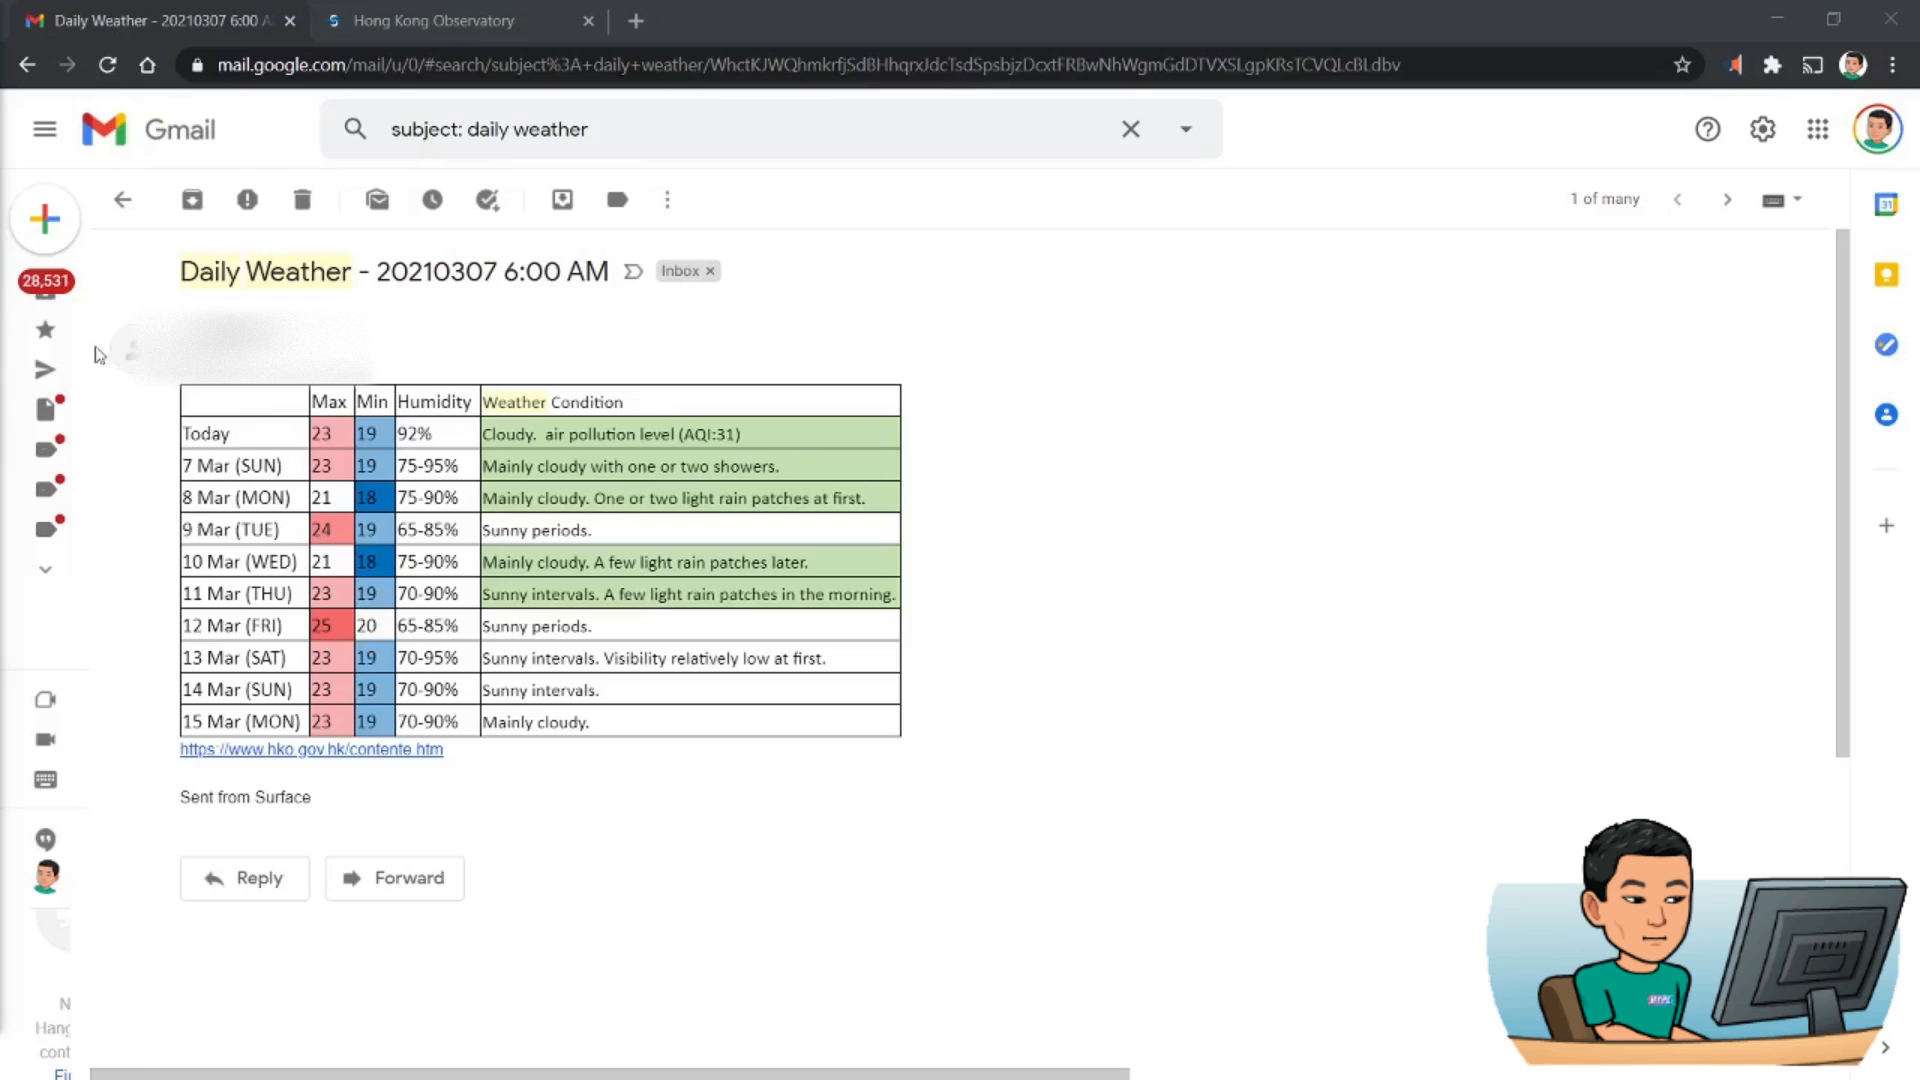 Daily Weather - 20210307 6:00 A
Hong Kong Observatory
mail.google.com/mail/u/0/#search/subject%3A+daily+weather/WhctKJWQhmkrfjSdBHhqrxJdcTsdSpsbjzDcxtFRBwNhWgmGdDTVXSLgpKRsTCVQLcBLdbv
Gmail
subject: daily weather
1 of many
31
28,531
Daily Weather - 20210307 6:00 AM
Inbox ×
Max Min Humidity Weather Condition
Today 23 19 92% Cloudy. air pollution level (AQI:31)
7 Mar (SUN) 23 19 75-95% Mainly cloudy with one or two showers.
8 Mar (MON) 21 18 75-90% Mainly cloudy. One or two light rain patches at first.
9 Mar (TUE) 24 19 65-85% Sunny periods.
10 Mar (WED) 21 18 75-90% Mainly cloudy. A few light rain patches later.
11 Mar (THU) 23 19 70-90% Sunny intervals. A few light rain patches in the morning.
12 Mar (FRI) 25 20 65-85% Sunny periods.
13 Mar (SAT) 23 19 70-95% Sunny intervals. Visibility relatively low at first.
14 Mar (SUN) 23 19 70-90% Sunny intervals.
15 Mar (MON) 23 19 70-90% Mainly cloudy.
https://www.hko.gov.hk/contente.htm
Sent from Surface
Reply
Forward
N
Hang
cont
Fi